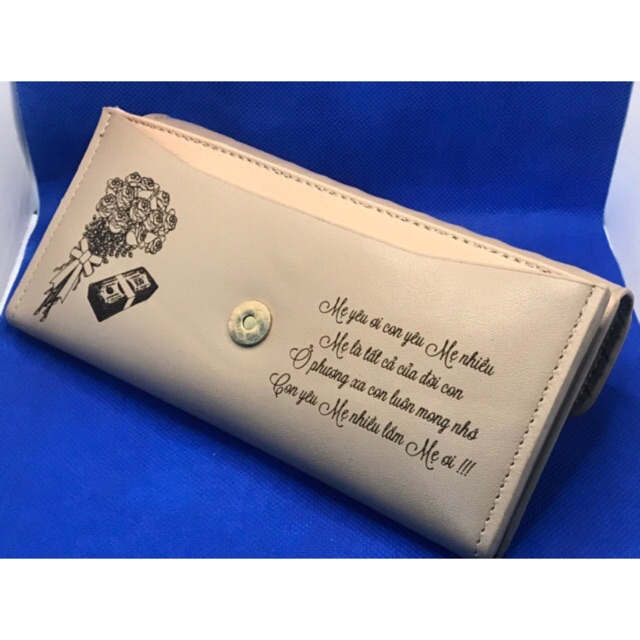 Mẹ yêu ơi con yêu Mẹ nhiều
Mẹ là tất cả của đời con
Ở phương xa con luôn mong nhớ
Con yêu Mẹ nhiều lắm Mẹ ơi !!!